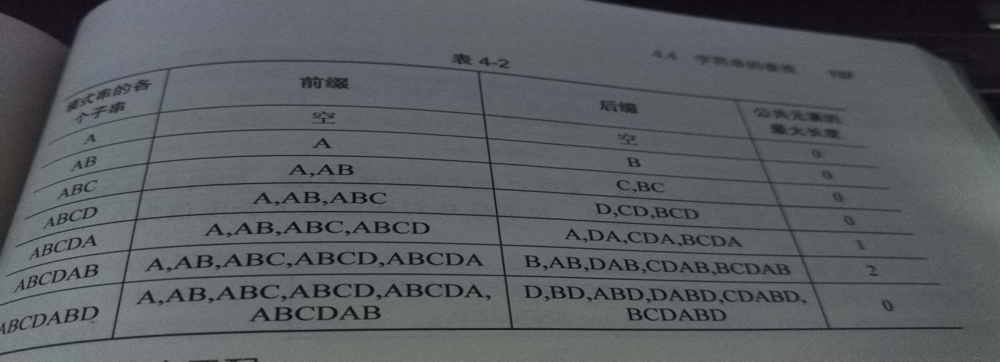 4.4 字符串的查找
表 4-2
模式串的各
个子串
前缀
后缀
公共元素的
最大长度
A
空
空
0
AB
A
B
0
ABC
A,AB
C,BC
0
ABCD
A,AB,ABC
D,CD,BCD
0
ABCDA
A,AB,ABC,ABCD
A,DA,CDA,BCDA
1
ABCDAB
A,AB,ABC,ABCD,ABCDA
B,AB,DAB,CDAB,BCDAB
2
ABCDABD
A,AB,ABC,ABCD,ABCDA,
ABCDAB
D,BD,ABD,DABD,CDABD,
BCDABD
0